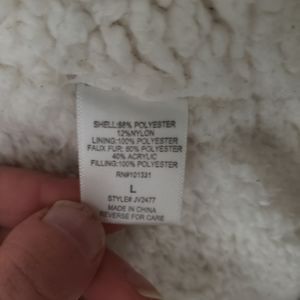 SHELL:88% POLYESTER
12%NYLON
LINING:100% POLYESTER
FAUX FUR: 60% POLYESTER
40% ACRYLIC
FILLING:100% POLYESTER
RN#101321
L
STYLE# JV2477
MADE IN CHINA
REVERSE FOR CARE